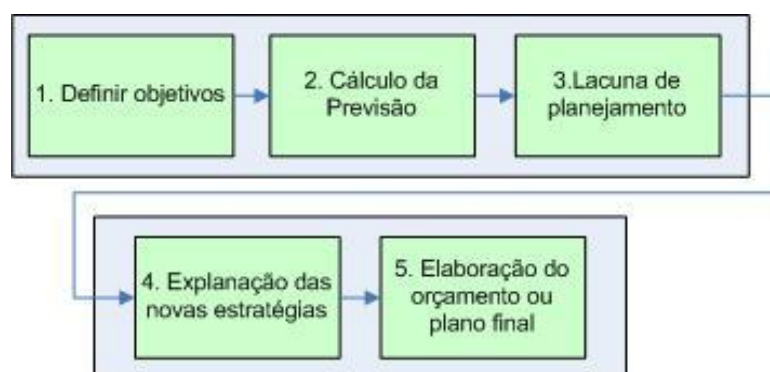 1. Definir objetivos
2. Cálculo da
Previsão
3.Lacuna de
planejamento
4. Explanação das
novas estratégias
5. Elaboração do
orçamento ou
plano final